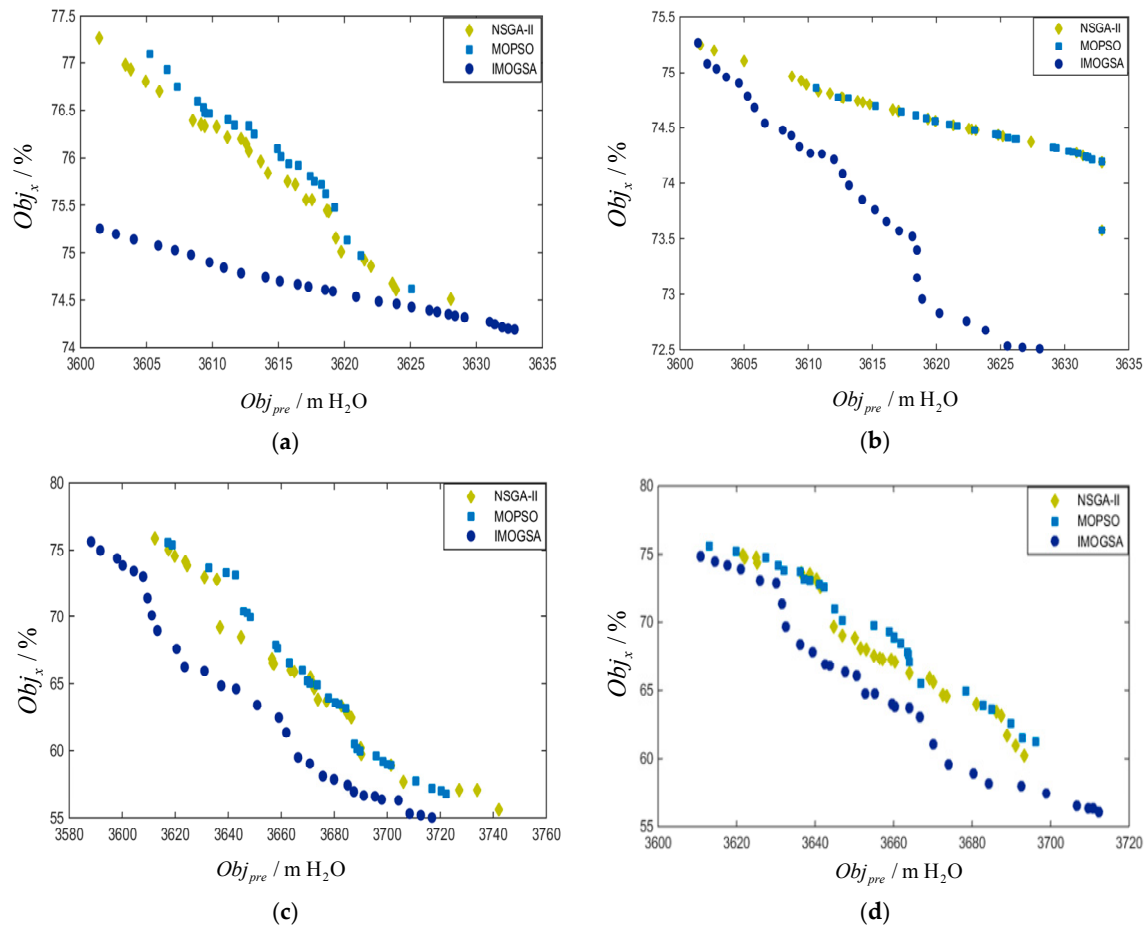 77.5
77
76.5
76
75.5
75
74.5
74
3600
3605
3610
3615
3620
3625
3630
3635
Obj_x / %
Obj_pre / m H₂O
NSGA-II
MOPSO
IMOGSA
(a)
75.5
75
74.5
74
73.5
73
72.5
3600
3605
3610
3615
3620
3625
3630
3635
Obj_x / %
Obj_pre / m H₂O
NSGA-II
MOPSO
IMOGSA
(b)
80
75
70
65
60
55
3580
3600
3620
3640
3660
3680
3700
3720
3740
3760
Obj_x / %
Obj_pre / m H₂O
NSGA-II
MOPSO
IMOGSA
(c)
80
75
70
65
60
55
3600
3620
3640
3660
3680
3700
3720
Obj_x / %
Obj_pre / m H₂O
NSGA-II
MOPSO
IMOGSA
(d)